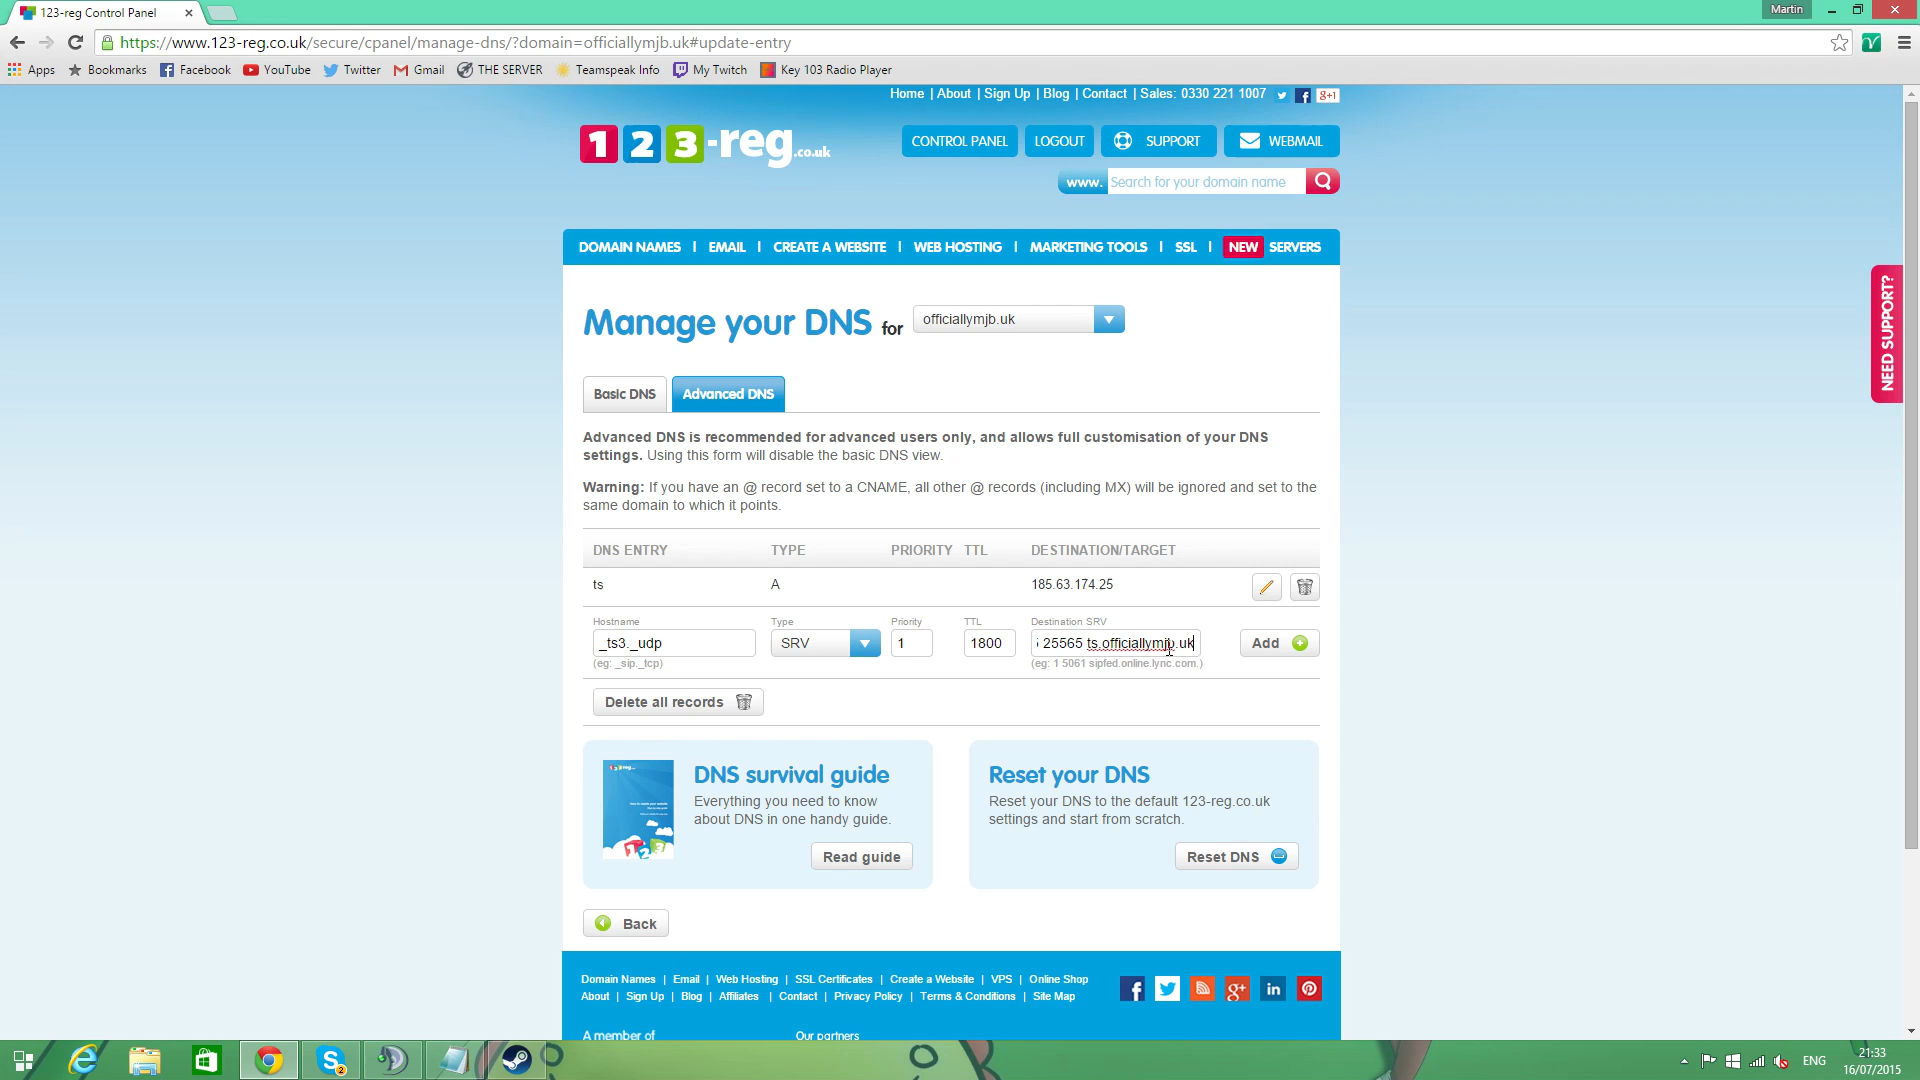 123-reg Control Panel
Martin
https://www.123-reg.co.uk/secure/cpanel/manage-dns/?domain=officiallymjb.uk#update-entry
Apps Bookmarks Facebook YouTube Twitter Gmail THE SERVER Teamspeak Info My Twitch Key 103 Radio Player
Home | About | Sign Up | Blog | Contact | Sales: 0330 221 1007
g+1
123-reg.co.uk
CONTROL PANEL LOGOUT SUPPORT WEBMAIL
www. Search for your domain name
DOMAIN NAMES | EMAIL | CREATE A WEBSITE | WEB HOSTING | MARKETING TOOLS | SSL | NEW SERVERS
NEED SUPPORT?
Manage your DNS for officiallymjb.uk
Basic DNS Advanced DNS
Advanced DNS is recommended for advanced users only, and allows full customisation of your DNS
settings. Using this form will disable the basic DNS view.
Warning: If you have an @ record set to a CNAME, all other @ records (including MX) will be ignored and set to the
same domain to which it points.
DNS ENTRY TYPE PRIORITY TTL DESTINATION/TARGET
ts A 185.63.174.25
Hostname Type Priority TTL Destination SRV
_ts3._udp SRV 1 1800 25565 ts.officiallymjb.uk Add
(eg: _sip._tcp) (eg: 1 5061 sipfed.online.lync.com.)
Delete all records
DNS survival guide
Everything you need to know
about DNS in one handy guide.
Read guide
Reset your DNS
Reset your DNS to the default 123-reg.co.uk
settings and start from scratch.
Reset DNS
Back
Domain Names | Email | Web Hosting | SSL Certificates | Create a Website | VPS | Online Shop
About | Sign Up | Blog | Affiliates | Contact | Privacy Policy | Terms & Conditions | Site Map
A member of Our partners
ENG
21:33
16/07/2015